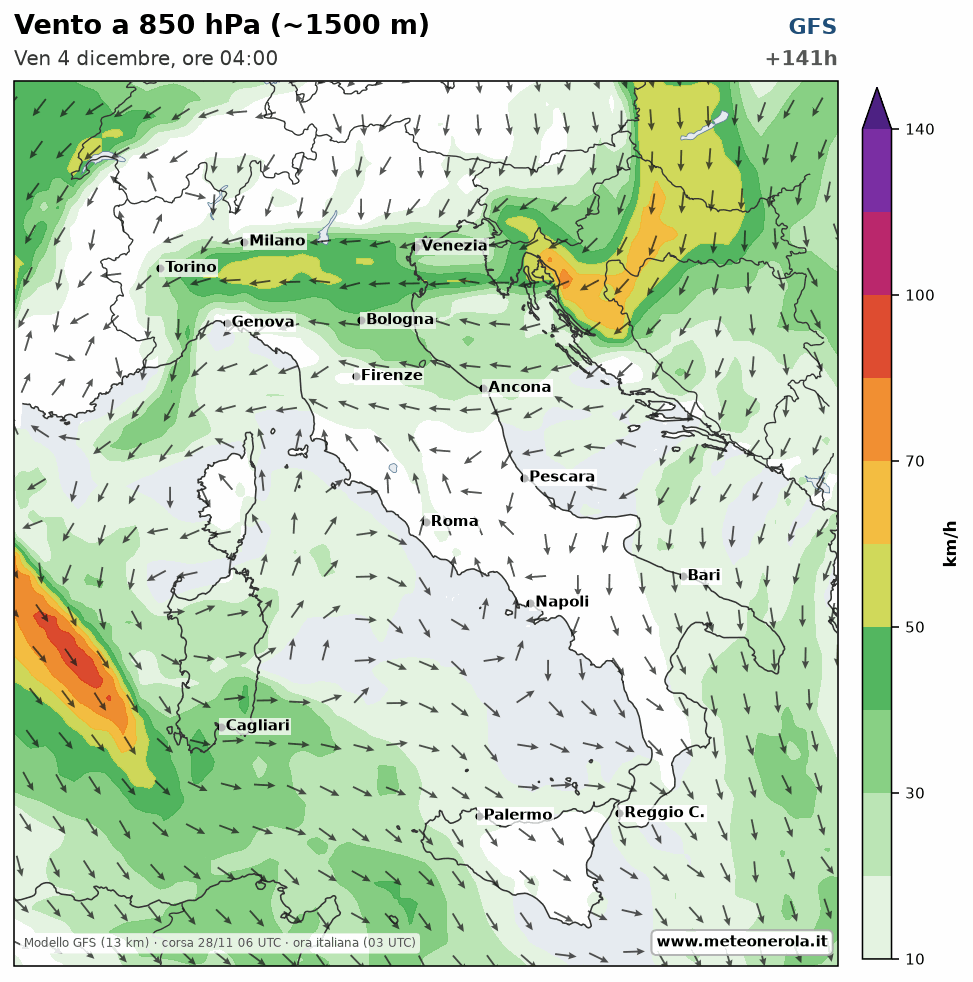 Vento a 850 hPa (~1500 m)
GFS
Ven 4 dicembre, ore 04:00
+141h
140
100
70
50
30
10
km/h
Milano
Venezia
Torino
Genova
Bologna
Firenze
Ancona
Pescara
Roma
Bari
Napoli
Cagliari
Palermo
Reggio C.
Modello GFS (13 km) · corsa 28/11 06 UTC · ora italiana (03 UTC)
www.meteonerola.it